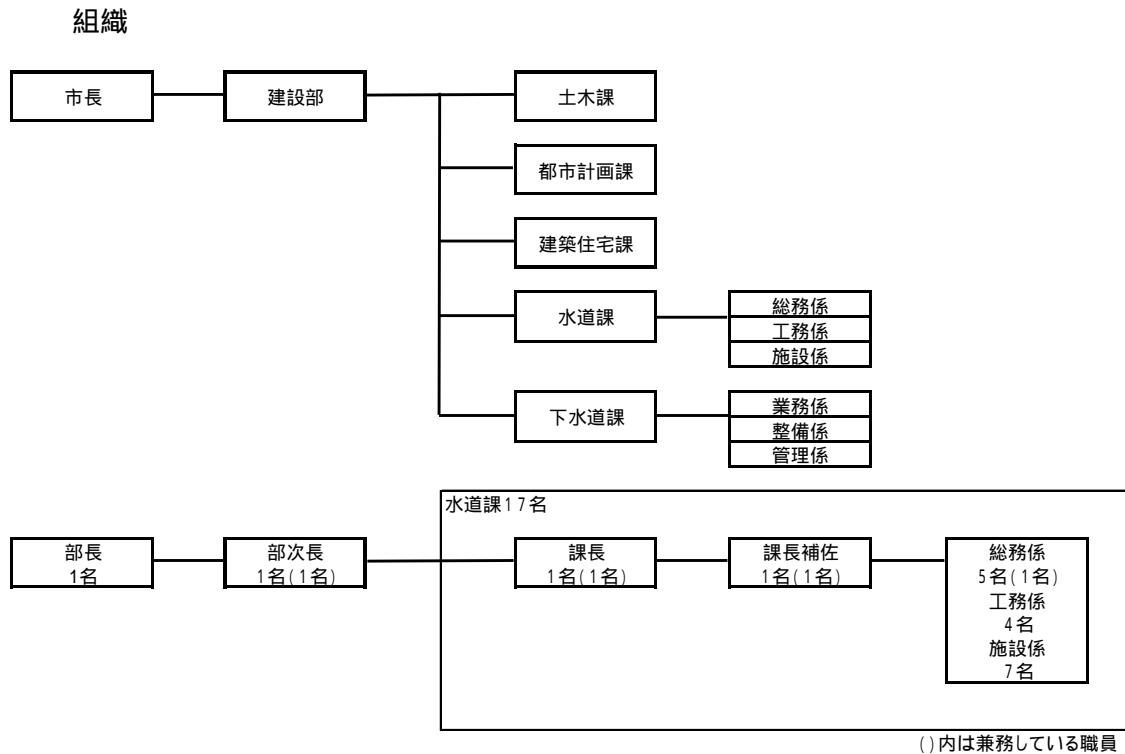 組織
市長
建設部
土木課
都市計画課
建築住宅課
水道課
総務係
工務係
施設係
下水道課
業務係
整備係
管理係
水道課17名
部長
1名
部次長
1名(1名)
課長
1名(1名)
課長補佐
1名(1名)
総務係
5名(1名)
工務係
4名
施設係
7名
()内は兼務している職員